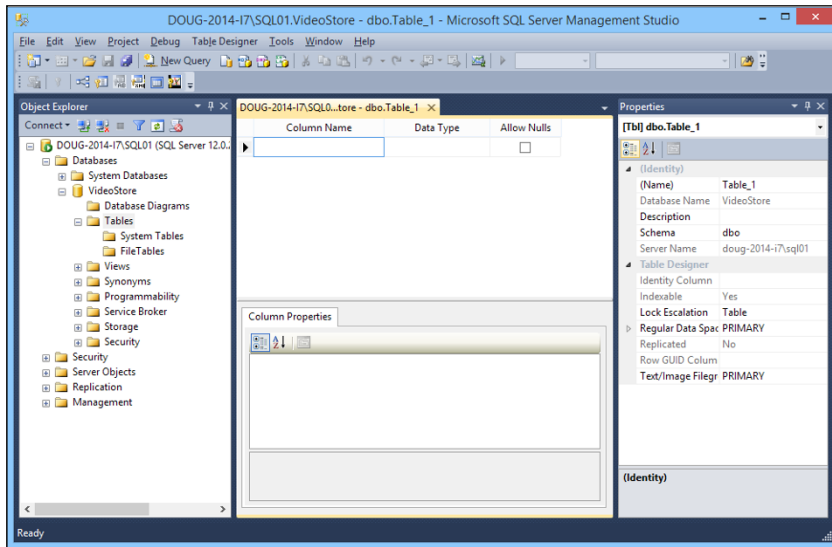 DOUG-2014-I7\SQL01.VideoStore - dbo.Table_1 - Microsoft SQL Server Management Studio
File Edit View Project Debug Table Designer Tools Window Help
New Query
Object Explorer
Connect
DOUG-2014-I7\SQL01 (SQL Server 12.0.
Databases
System Databases
VideoStore
Database Diagrams
Tables
System Tables
FileTables
Views
Synonyms
Programmability
Service Broker
Storage
Security
Security
Server Objects
Replication
Management
DOUG-2014-I7\SQL0...tore - dbo.Table_1
Column Name Data Type Allow Nulls
Column Properties
Properties
[Tbl] dbo.Table_1
(Identity)
(Name) Table_1
Database Name VideoStore
Description
Schema dbo
Server Name doug-2014-i7\sql01
Table Designer
Identity Column
Indexable Yes
Lock Escalation Table
Regular Data Spac PRIMARY
Replicated No
Row GUID Colum
Text/Image Filegr PRIMARY
(Identity)
Ready